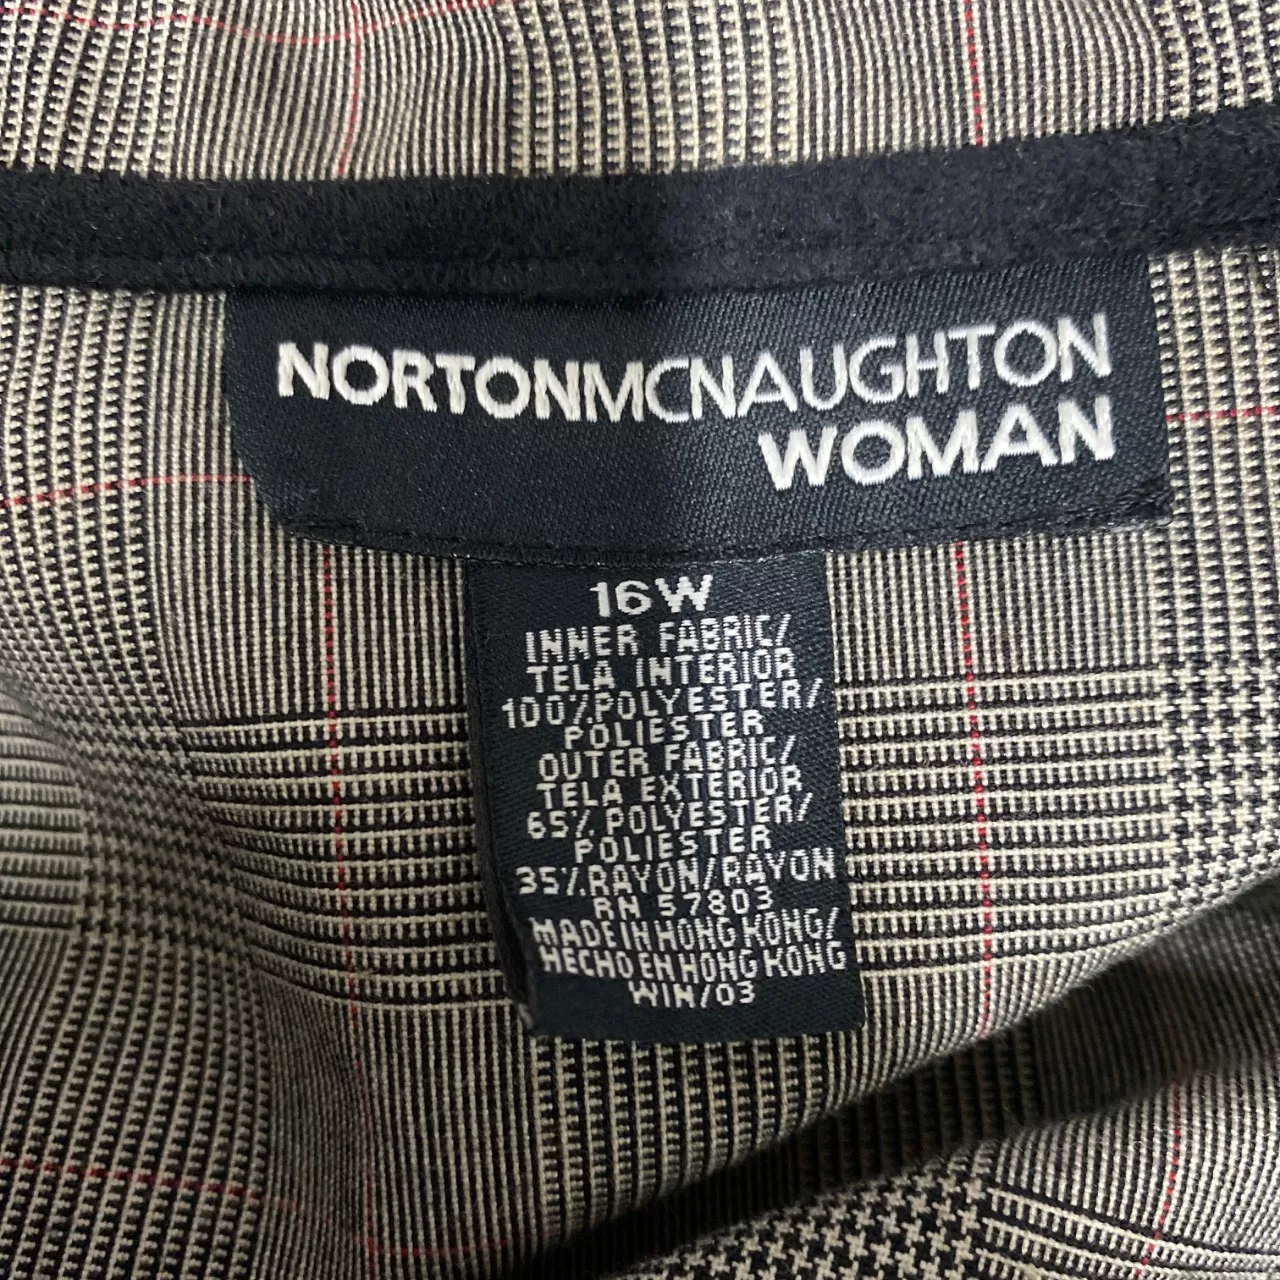 NORTONMCNAUGHTON
WOMAN
16W
INNER FABRIC/
TELA INTERIOR
100%POLYESTER/
POLIESTER
OUTER FABRIC/
TELA EXTERIOR
65%POLYESTER/
POLIESTER
35%RAYON/RAYON
RN 57803
MADE IN HONG KONG/
HECHO EN HONG KONG
WIN/03